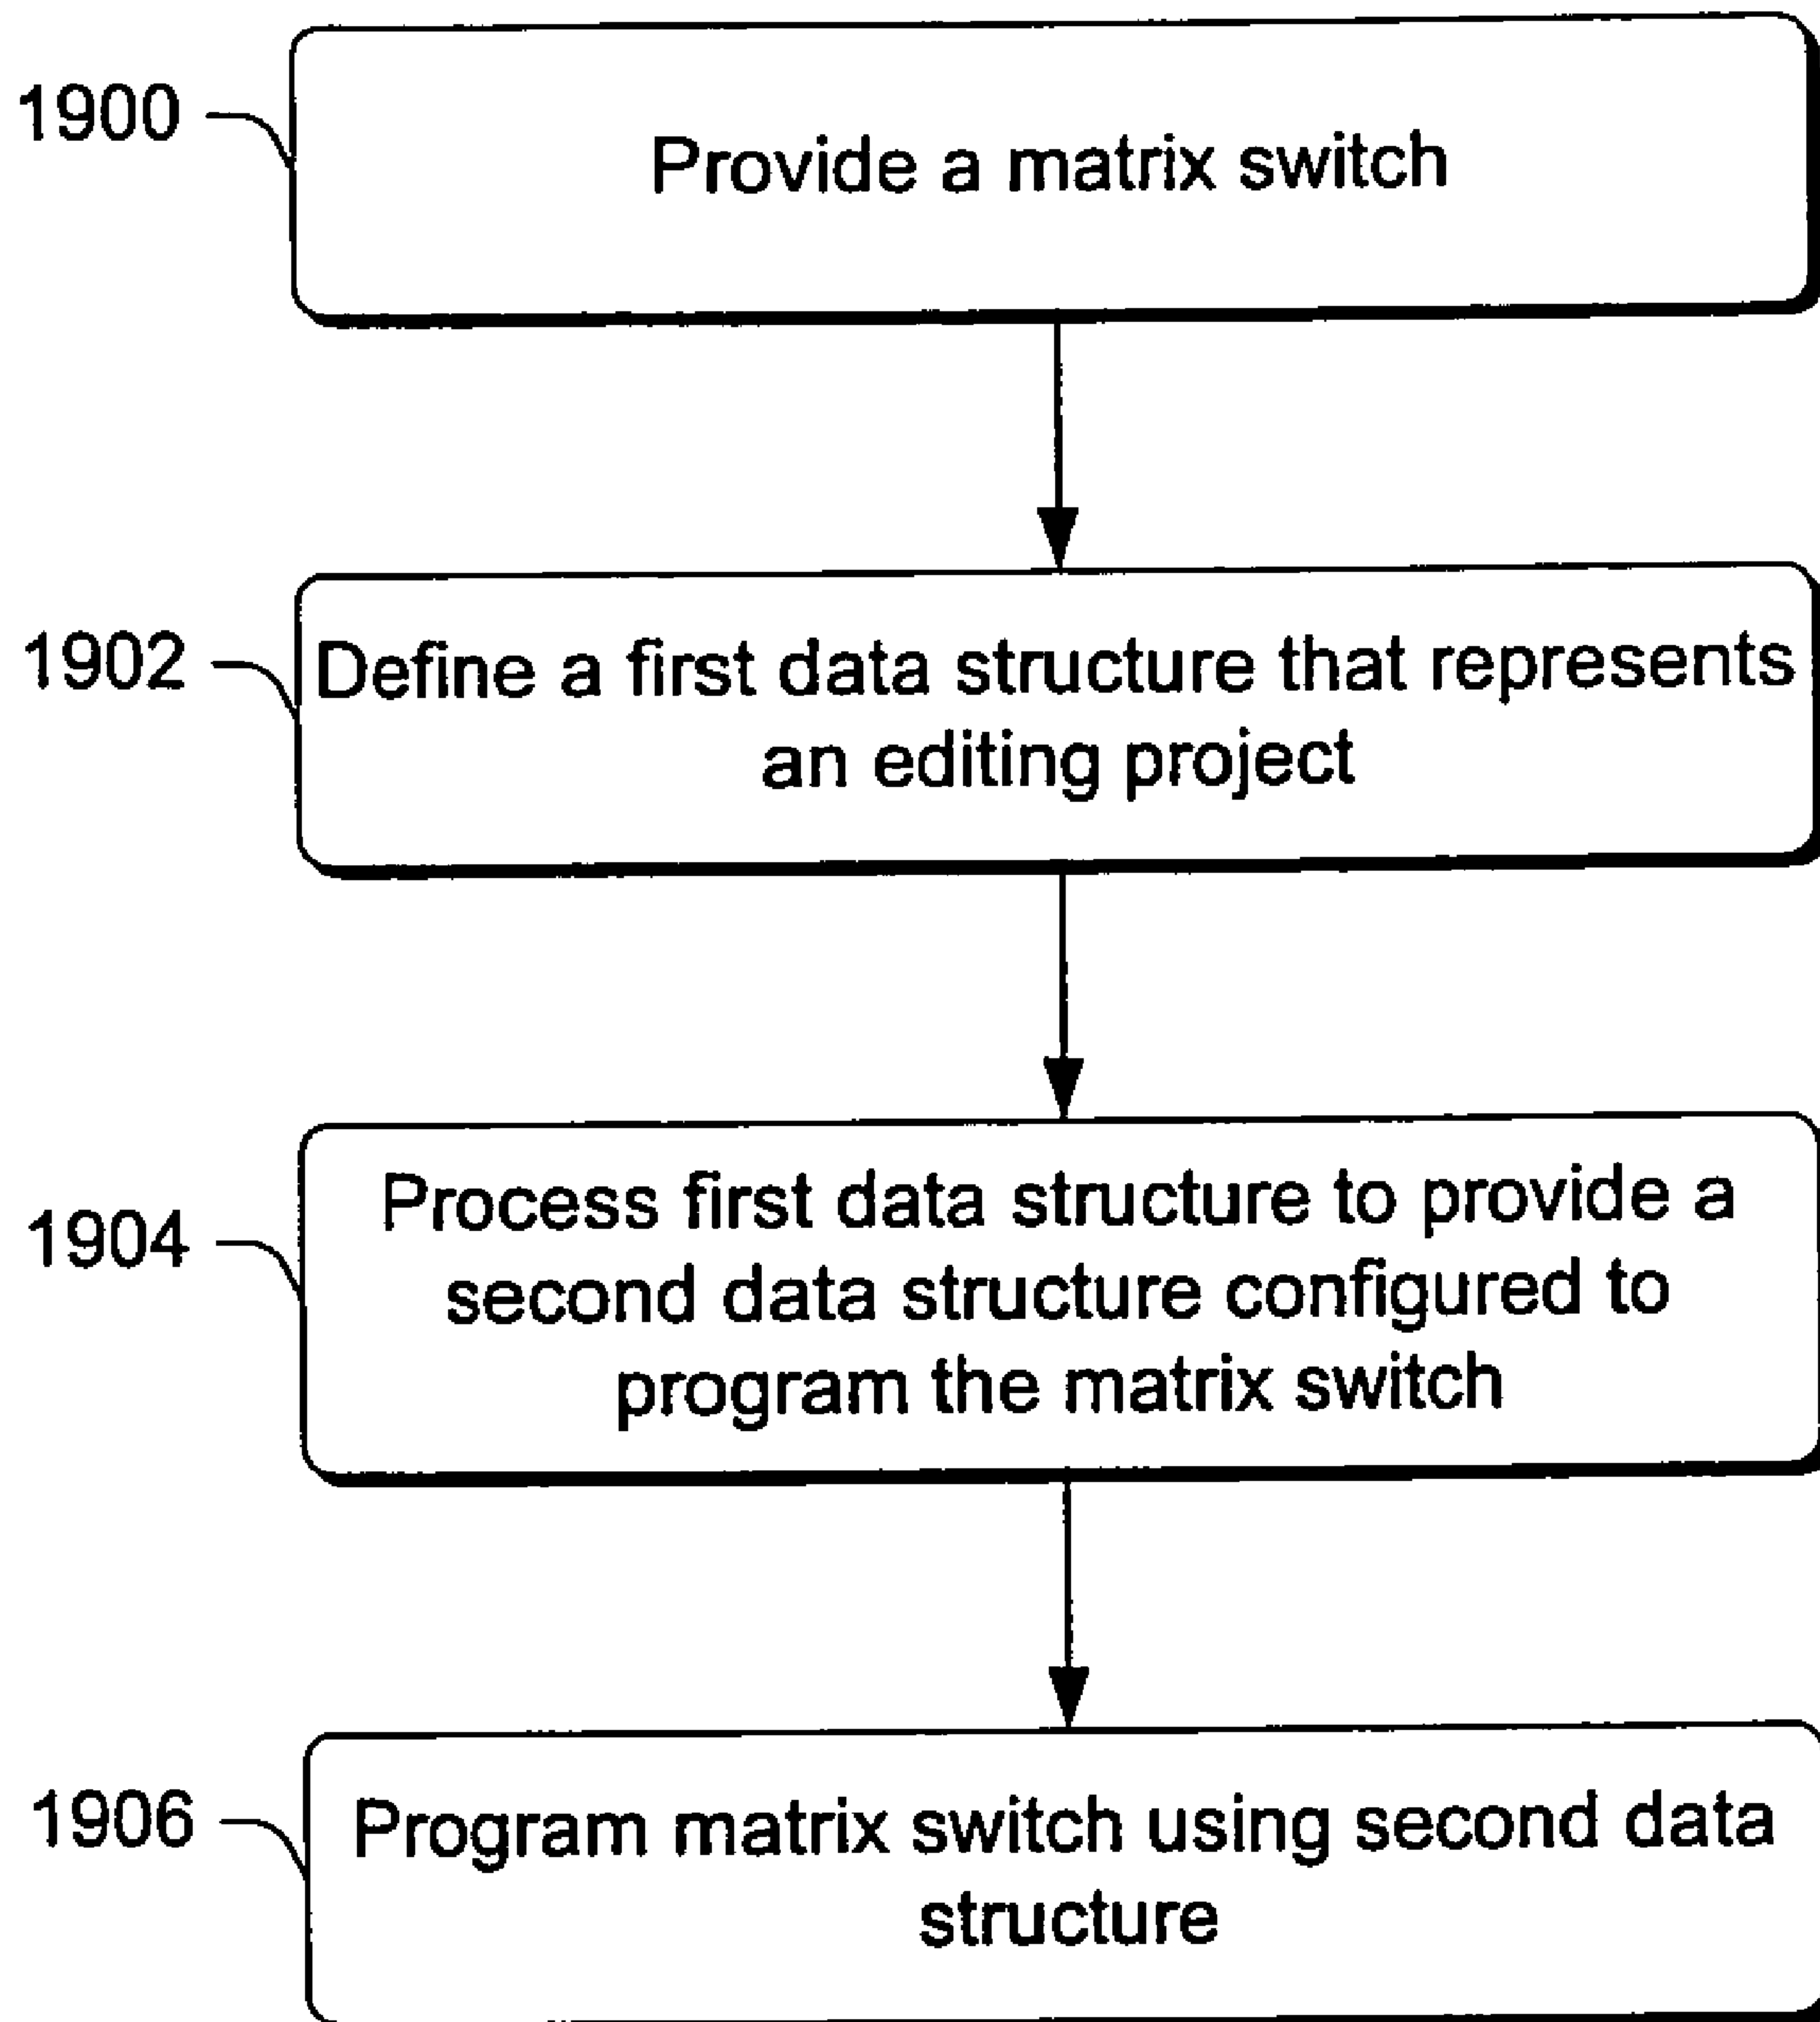 1900
Provide a matrix switch
1902
Define a first data structure that represents
an editing project
1904
Process first data structure to provide a
second data structure configured to
program the matrix switch
1906
Program matrix switch using second data
structure